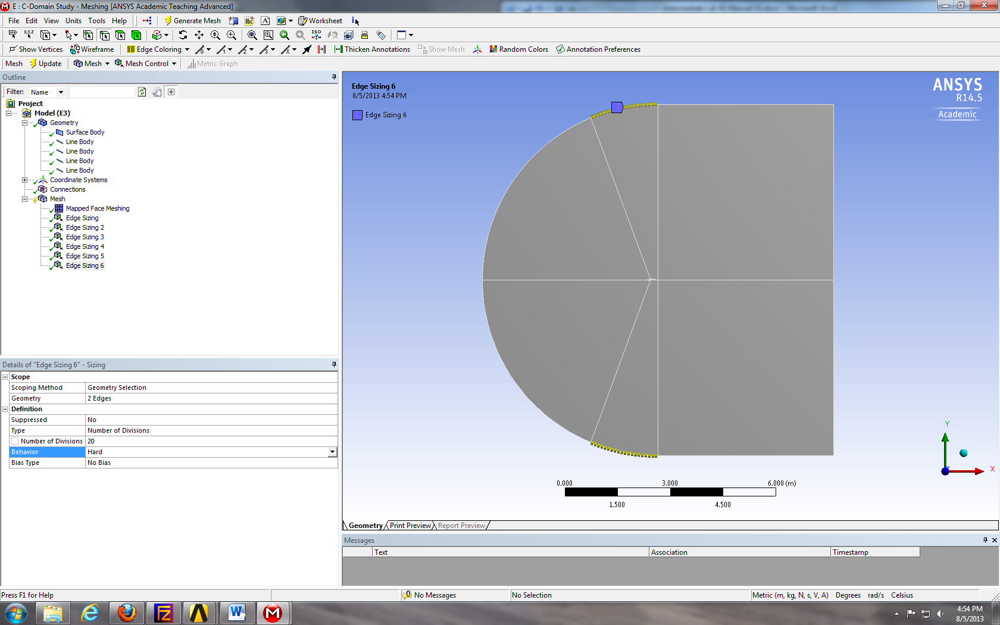 E : C-Domain Study - Meshing [ANSYS Academic Teaching Advanced]
File Edit View Units Tools Help Generate Mesh Worksheet
Show Vertices Wireframe Edge Coloring Thicken Annotations Show Mesh Random Colors Annotation Preferences
Mesh Update Mesh Mesh Control Metric Graph
Outline
Filter: Name
Project
Model (E3)
Geometry
Surface Body
Line Body
Line Body
Line Body
Line Body
Coordinate Systems
Connections
Mesh
Mapped Face Meshing
Edge Sizing
Edge Sizing 2
Edge Sizing 3
Edge Sizing 4
Edge Sizing 5
Edge Sizing 6
Details of "Edge Sizing 6" - Sizing
Scope
Scoping Method Geometry Selection
Geometry 2 Edges
Definition
Suppressed No
Type Number of Divisions
Number of Divisions 20
Behavior Hard
Bias Type No Bias
Edge Sizing 6
8/5/2013 4:54 PM
Edge Sizing 6
ANSYS
R14.5
Academic
Y
X
0.000 3.000 6.000 (m)
1.500 4.500
Geometry Print Preview Report Preview
Messages
Text Association Timestamp
Press F1 for Help 0 No Messages No Selection Metric (m, kg, N, s, V, A) Degrees rad/s Celsius
4:54 PM
8/5/2013